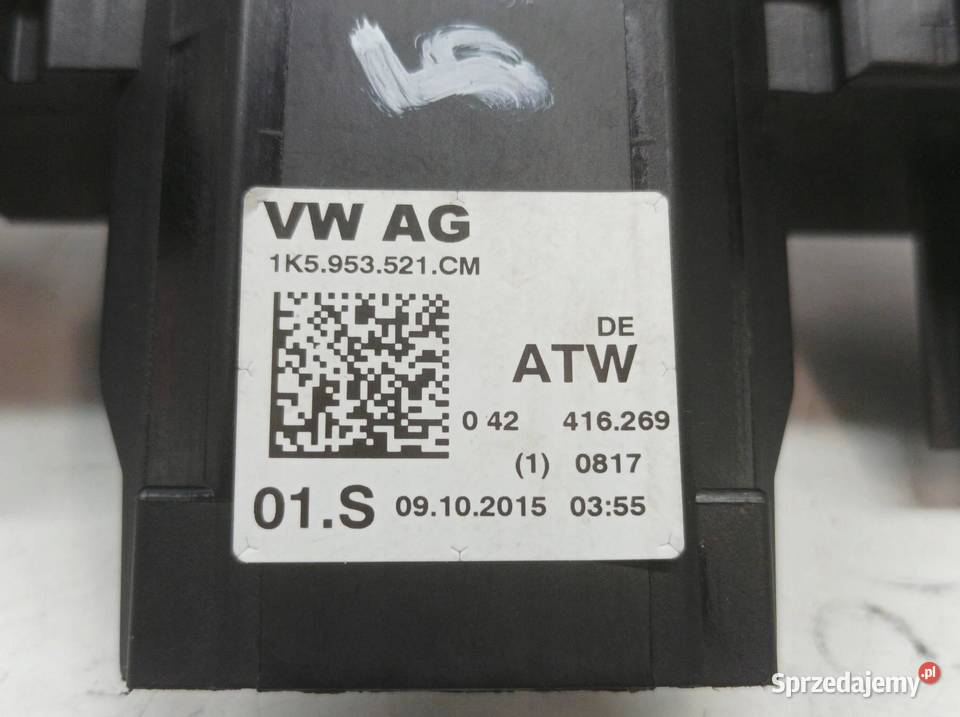 VW AG
1K5.953.521.CM
DE
ATW
0 42 416.269
(1) 0817
01.S 09.10.2015 03:55
Sprzedajemy.pl